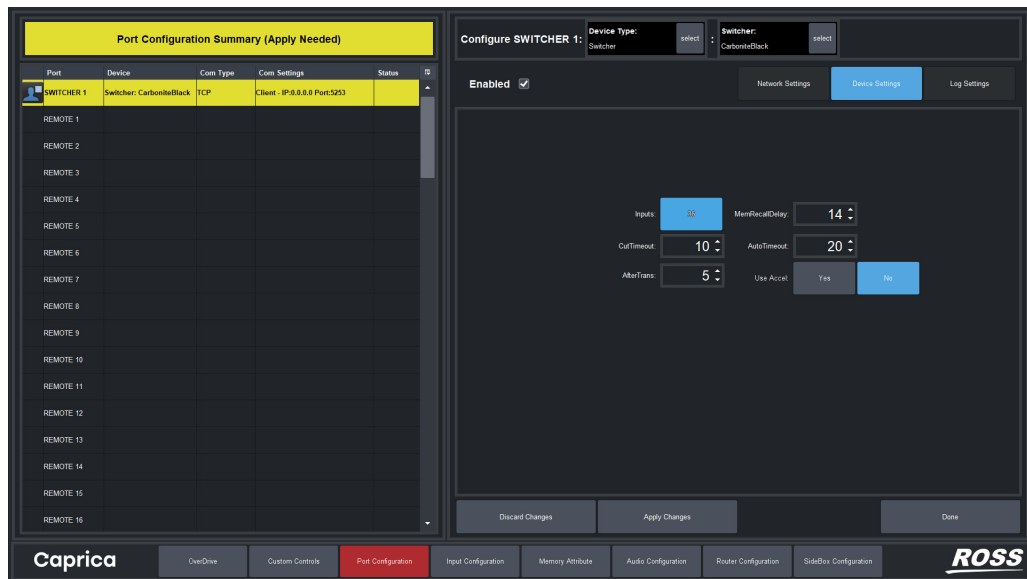 Port Configuration Summary (Apply Needed)
Port Device Com Type Com Settings Status
SWITCHER 1 Switcher: CarboniteBlack TCP Client - IP:0.0.0.0 Port:5253
REMOTE 1
REMOTE 2
REMOTE 3
REMOTE 4
REMOTE 5
REMOTE 6
REMOTE 7
REMOTE 8
REMOTE 9
REMOTE 10
REMOTE 11
REMOTE 12
REMOTE 13
REMOTE 14
REMOTE 15
REMOTE 16
Configure SWITCHER 1: Device Type: Switcher select : Switcher: CarboniteBlack select
Enabled Network Settings Device Settings Log Settings
Inputs: 36 MemRecallDelay: 14
CutTimeout: 10 AutoTimeout: 20
AfterTrans: 5 Use Accel: Yes No
Discard Changes Apply Changes Done
Caprica OverDrive Custom Controls Port Configuration Input Configuration Memory Attribute Audio Configuration Router Configuration SideBox Configuration ROSS